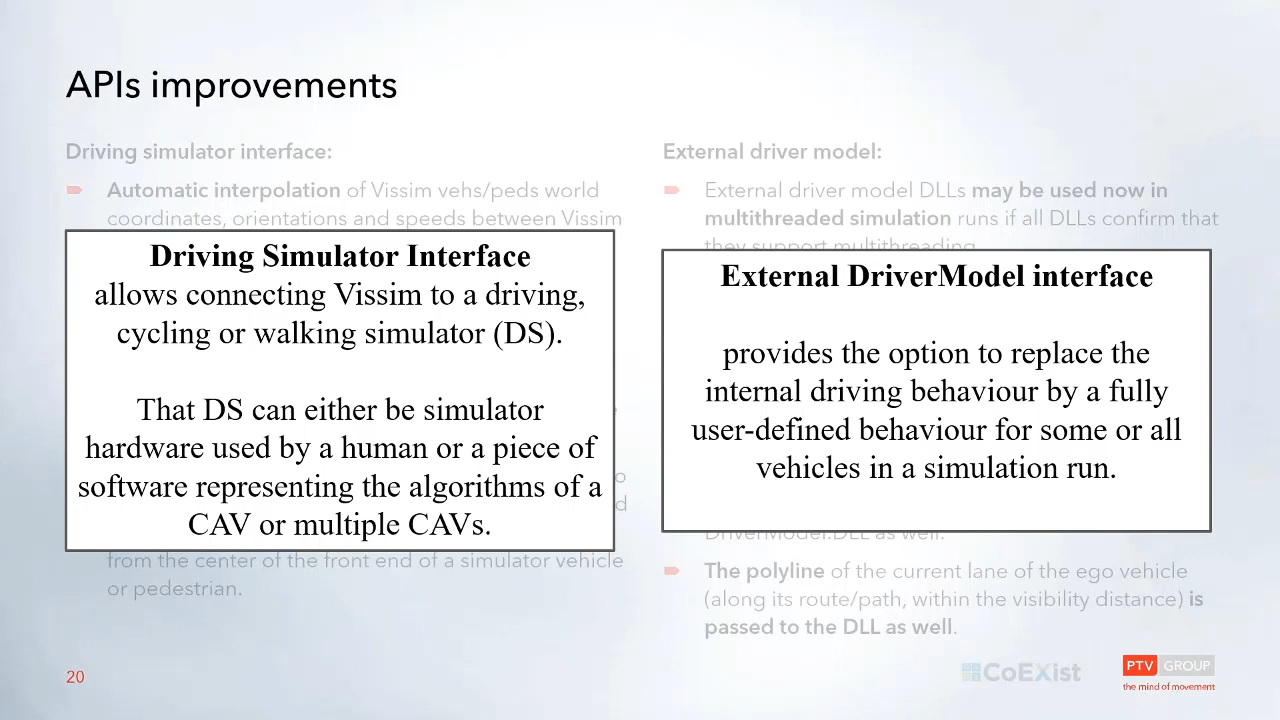 APIs improvements
Driving simulator interface:
Automatic interpolation of Vissim vehs/peds world
coordinates, orientations and speeds between Vissim
Driving Simulator Interface
allows connecting Vissim to a driving,
cycling or walking simulator (DS).
That DS can either be simulator
hardware used by a human or a piece of
software representing the algorithms of a
CAV or multiple CAVs.
from the center of the front end of a simulator vehicle
or pedestrian.
External driver model:
External driver model DLLs may be used now in
multithreaded simulation runs if all DLLs confirm that
they support multithreading.
External DriverModel interface
provides the option to replace the
internal driving behaviour by a fully
user-defined behaviour for some or all
vehicles in a simulation run.
DriverModel.DLL as well.
The polyline of the current lane of the ego vehicle
(along its route/path, within the visibility distance) is
passed to the DLL as well.
20
CoEXist
PTV GROUP
the mind of movement